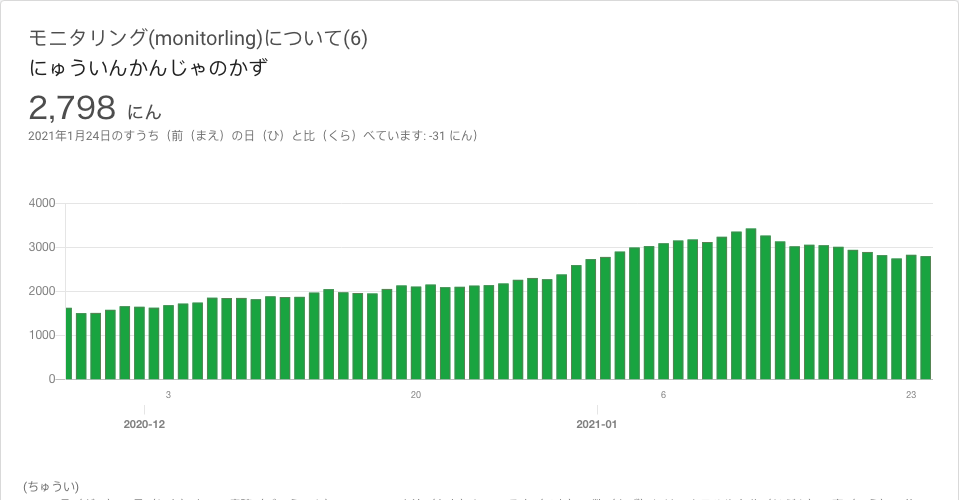 モニタリング(monitorling)について(6)
にゅういんかんじゃのかず
2,798 にん
2021年1月24日のすうち（前（まえ）の日（ひ）と比（くら）べています: -31 にん）
4000
3000
2000
1000
0
3 20 6 23
2020-12 2021-01
(ちゅうい)